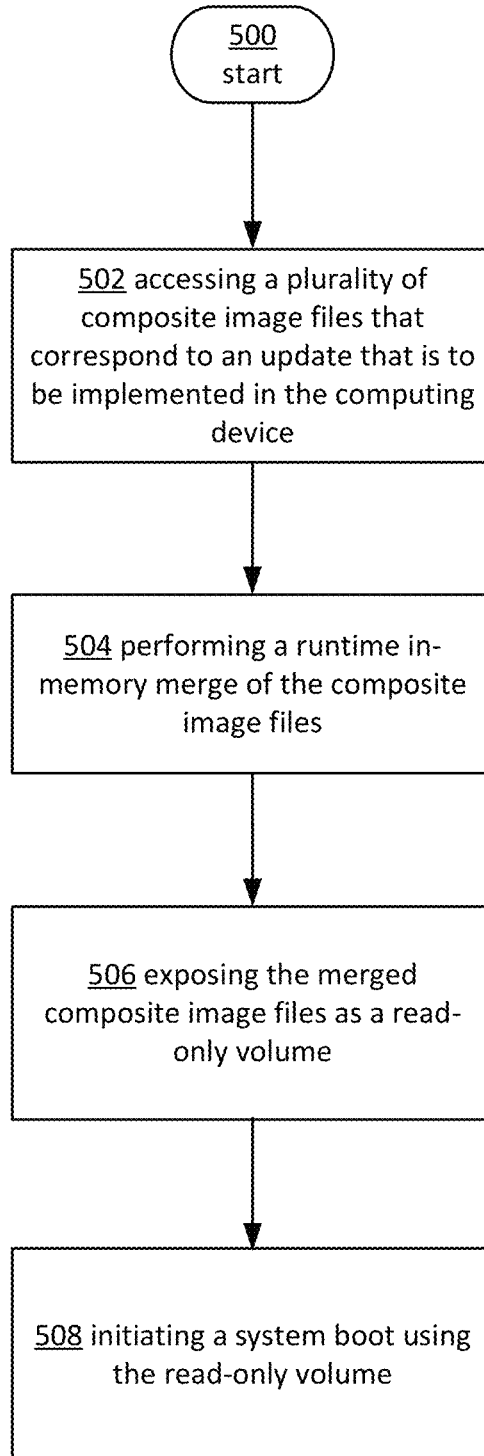 500
start
502 accessing a plurality of
composite image files that
correspond to an update that is to
be implemented in the computing
device
504 performing a runtime in-
memory merge of the composite
image files
506 exposing the merged
composite image files as a read-
only volume
508 initiating a system boot using
the read-only volume